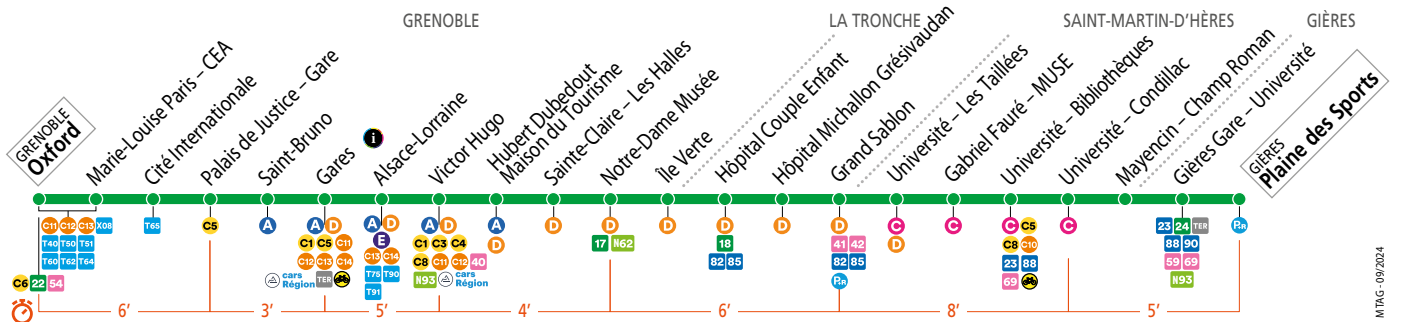 GRENOBLE
LA TRONCHE
SAINT-MARTIN-D'HÈRES
GIÈRES
GRENOBLE
Oxford
Marie-Louise Paris – CEA
Cité Internationale
Palais de Justice – Gare
Saint-Bruno
Gares
i
Alsace-Lorraine
Victor Hugo
Hubert Dubedout
Maison du Tourisme
Sainte-Claire – Les Halles
Notre-Dame Musée
Île Verte
Hôpital Couple Enfant
Hôpital Michallon Grésivaudan
Grand Sablon
Université – Les Taillées
Gabriel Fauré – MUSE
Université – Bibliothèques
Université – Condillac
Mayencin – Champ Roman
Gières Gare – Université
GIÈRES
Plaine des Sports
C11 C12 C13 X08
T40 T50 T51
T60 T62 T64
C6 22 54
T65
C5
A
A D
C1 C5 C11
C12 C13 C14
cars Région TER
A D
E
C13 C14
T75 T90
T91
A D
C1 C3 C4
C8 C11 C12 40
N93 cars Région
A
D
D
D
17 N62
D
D
18
82 85
D
D
41 42
82 85
P+R
C
D
C
C C5
C8 C10
23 88
69
C
23 24 TER
88 90
59 69
N93
P+R
6' 3' 5' 4' 6' 8' 5'
M TAG - 09/2024